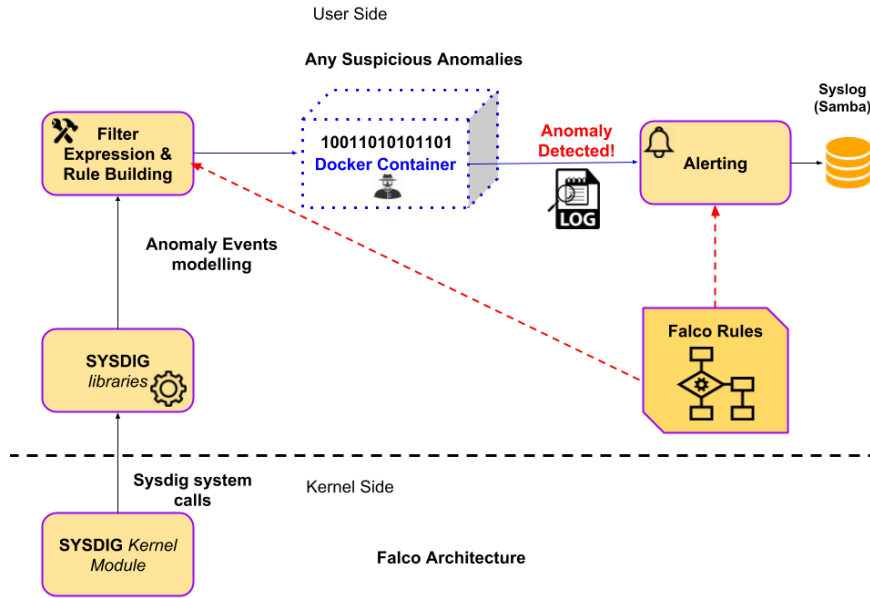 User Side
Any Suspicious Anomalies
Syslog
(Samba)
Filter
Expression &
Rule Building
10011010101101
Docker Container
Anomaly
Detected!
LOG
Alerting
Anomaly Events
modelling
Falco Rules
SYSDIG
libraries
Sysdig system
calls
Kernel Side
SYSDIG Kernel
Module
Falco Architecture